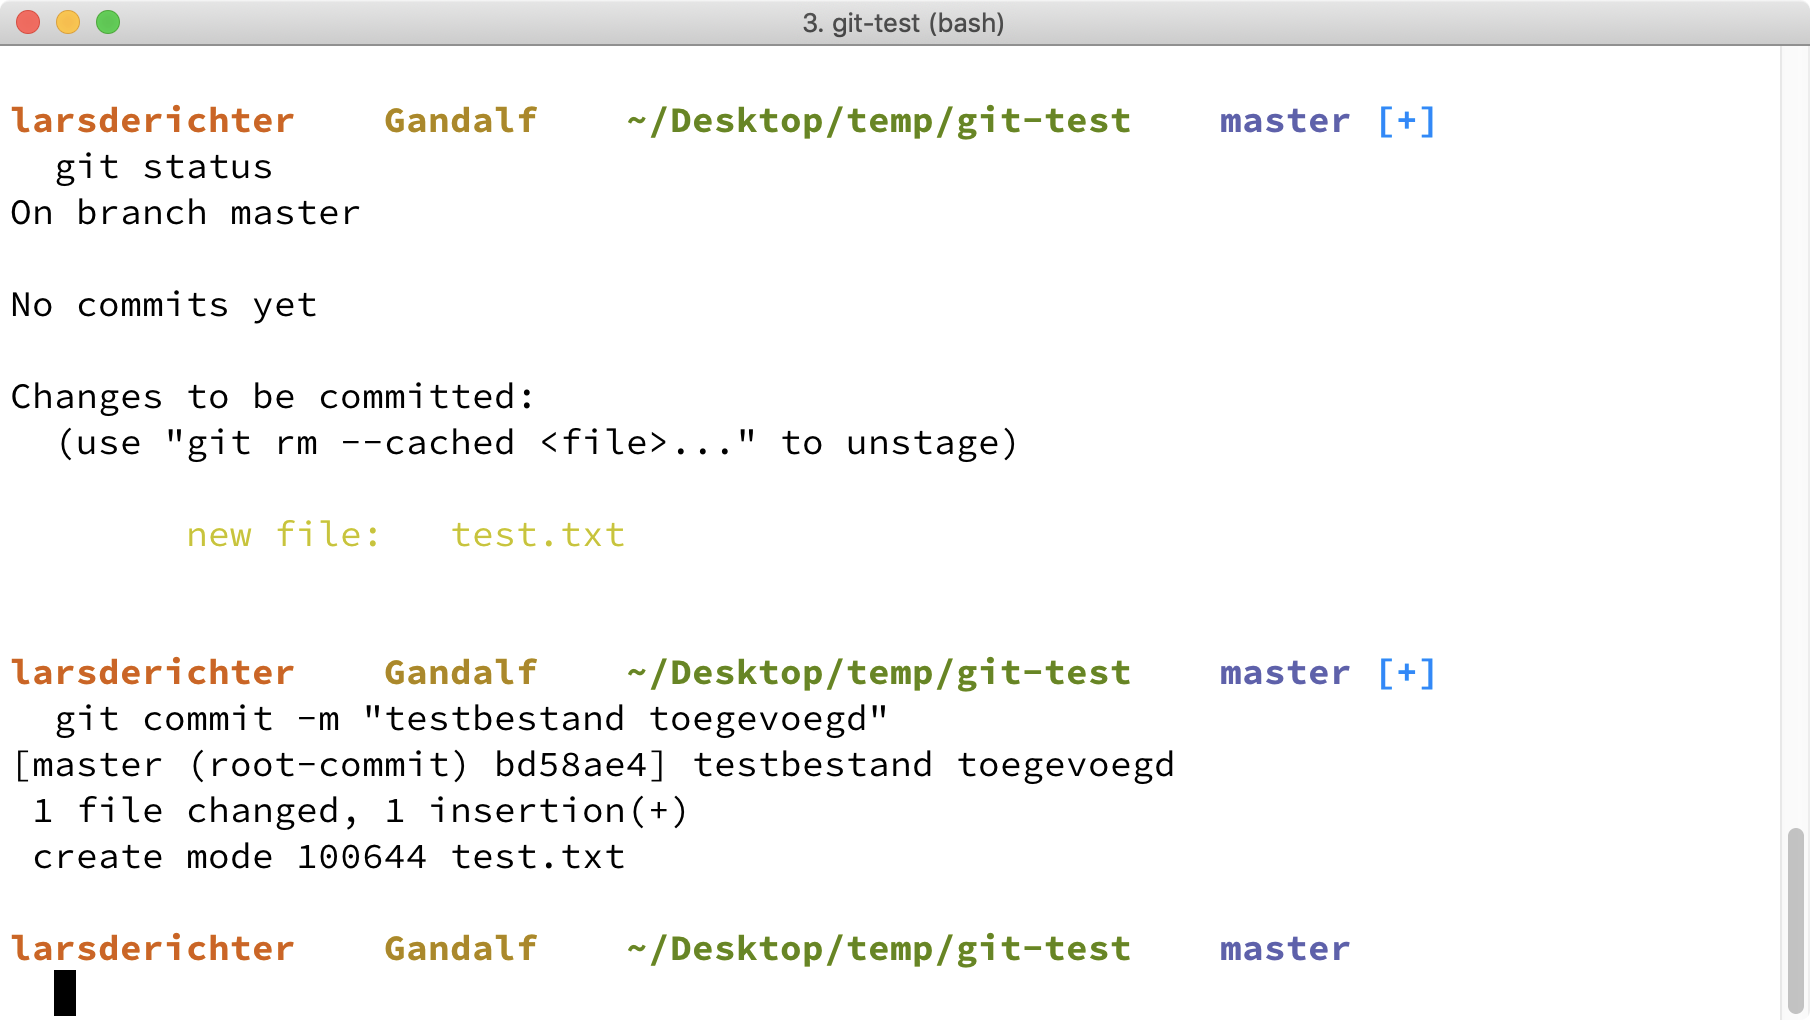 3. git-test (bash)
larsderichter    Gandalf    ~/Desktop/temp/git-test    master [+]
  git status
On branch master
No commits yet
Changes to be committed:
  (use "git rm --cached <file>..." to unstage)
        new file:   test.txt
larsderichter    Gandalf    ~/Desktop/temp/git-test    master [+]
  git commit -m "testbestand toegevoegd"
[master (root-commit) bd58ae4] testbestand toegevoegd
 1 file changed, 1 insertion(+)
 create mode 100644 test.txt
larsderichter    Gandalf    ~/Desktop/temp/git-test    master